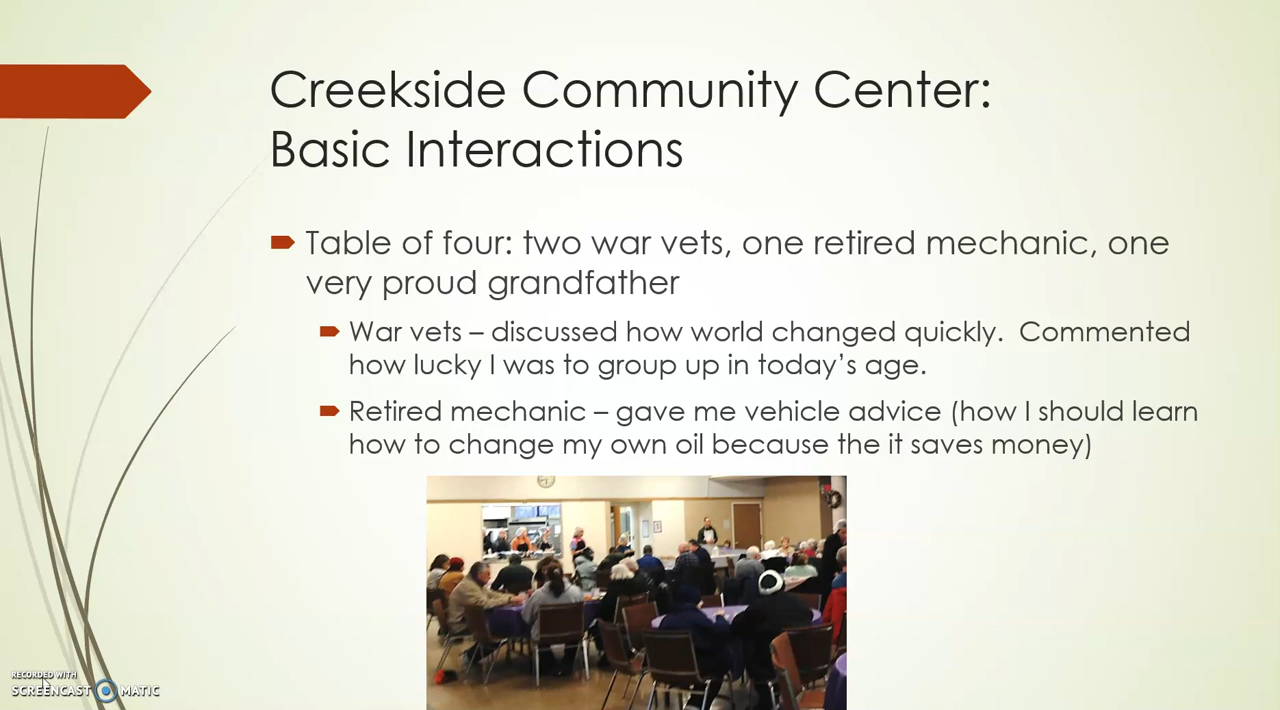 Creekside Community Center:
Basic Interactions
Table of four: two war vets, one retired mechanic, one
very proud grandfather
War vets – discussed how world changed quickly.  Commented
how lucky I was to group up in today’s age.
Retired mechanic – gave me vehicle advice (how I should learn
how to change my own oil because the it saves money)
RECORDED WITH
SCREENCAST MATIC